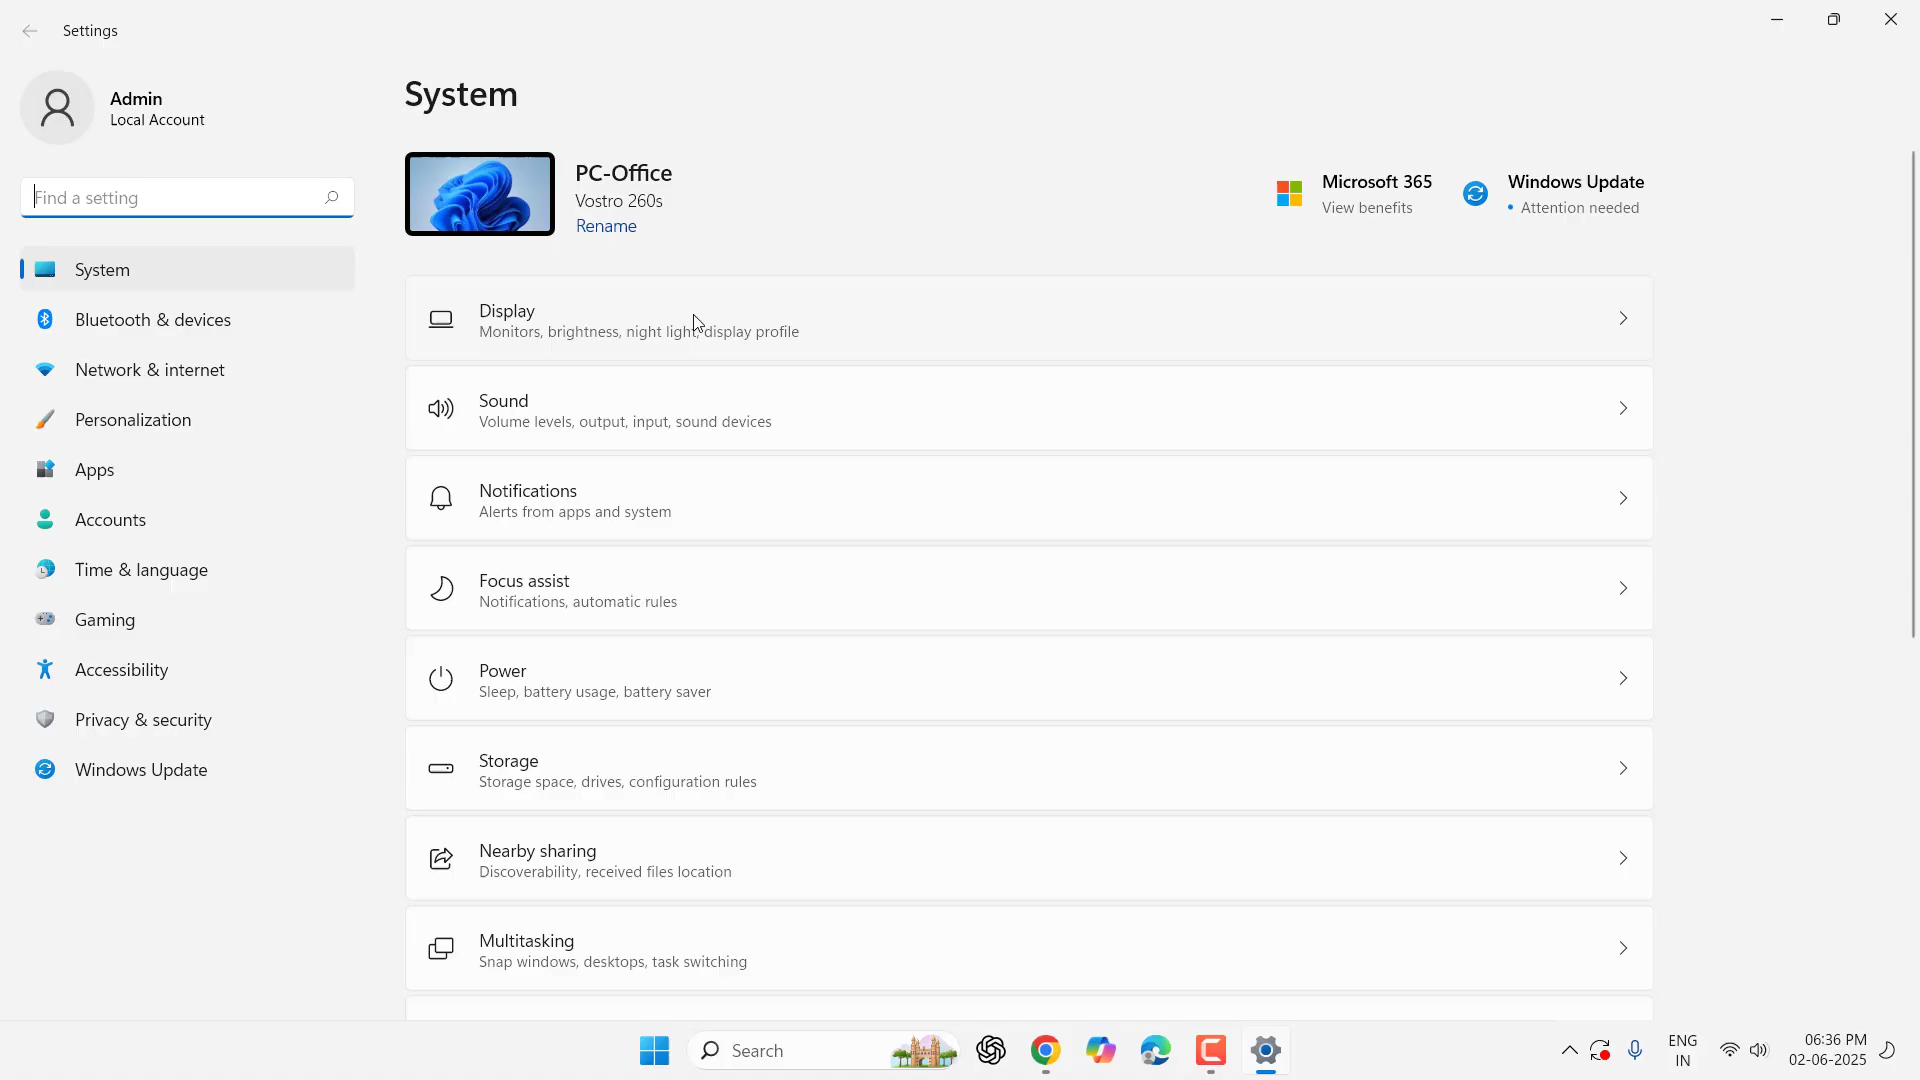 Settings
Admin
Local Account
Find a setting
System
Bluetooth & devices
Network & internet
Personalization
Apps
Accounts
Time & language
Gaming
Accessibility
Privacy & security
Windows Update
System
PC-Office
Vostro 260s
Rename
Microsoft 365
View benefits
Windows Update
• Attention needed
Display
Monitors, brightness, night light, display profile
Sound
Volume levels, output, input, sound devices
Notifications
Alerts from apps and system
Focus assist
Notifications, automatic rules
Power
Sleep, battery usage, battery saver
Storage
Storage space, drives, configuration rules
Nearby sharing
Discoverability, received files location
Multitasking
Snap windows, desktops, task switching
Search
ENG
IN
06:36 PM
02-06-2025